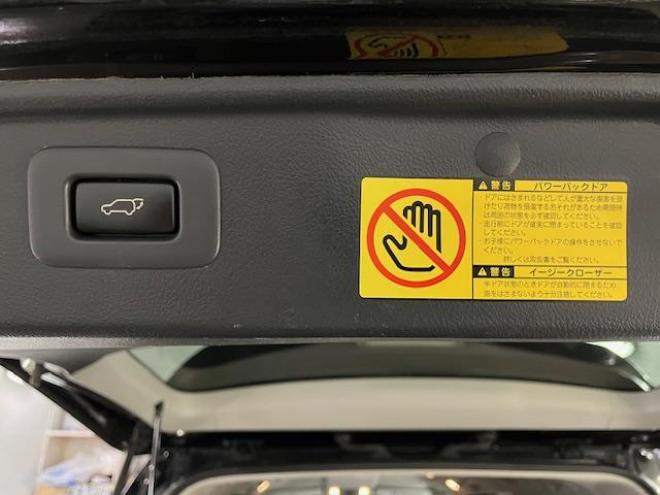 警告 パワーバックドア
・ドアにはさまれるなどして人が重大な傷害を受
けたり荷物を損傷するおそれがあるため開閉時
は周囲の状態を必ず確認してください。
・走行前にドアが確実に閉まっていることを確認
してください。
・お子様にパワーバックドアの操作をさせないで
ください。
詳しくは取扱書をご覧ください。
警告 イージークローザー
半ドア状態のときドアが自動的に閉まるため、
指をはさまないよう十分注意してください。